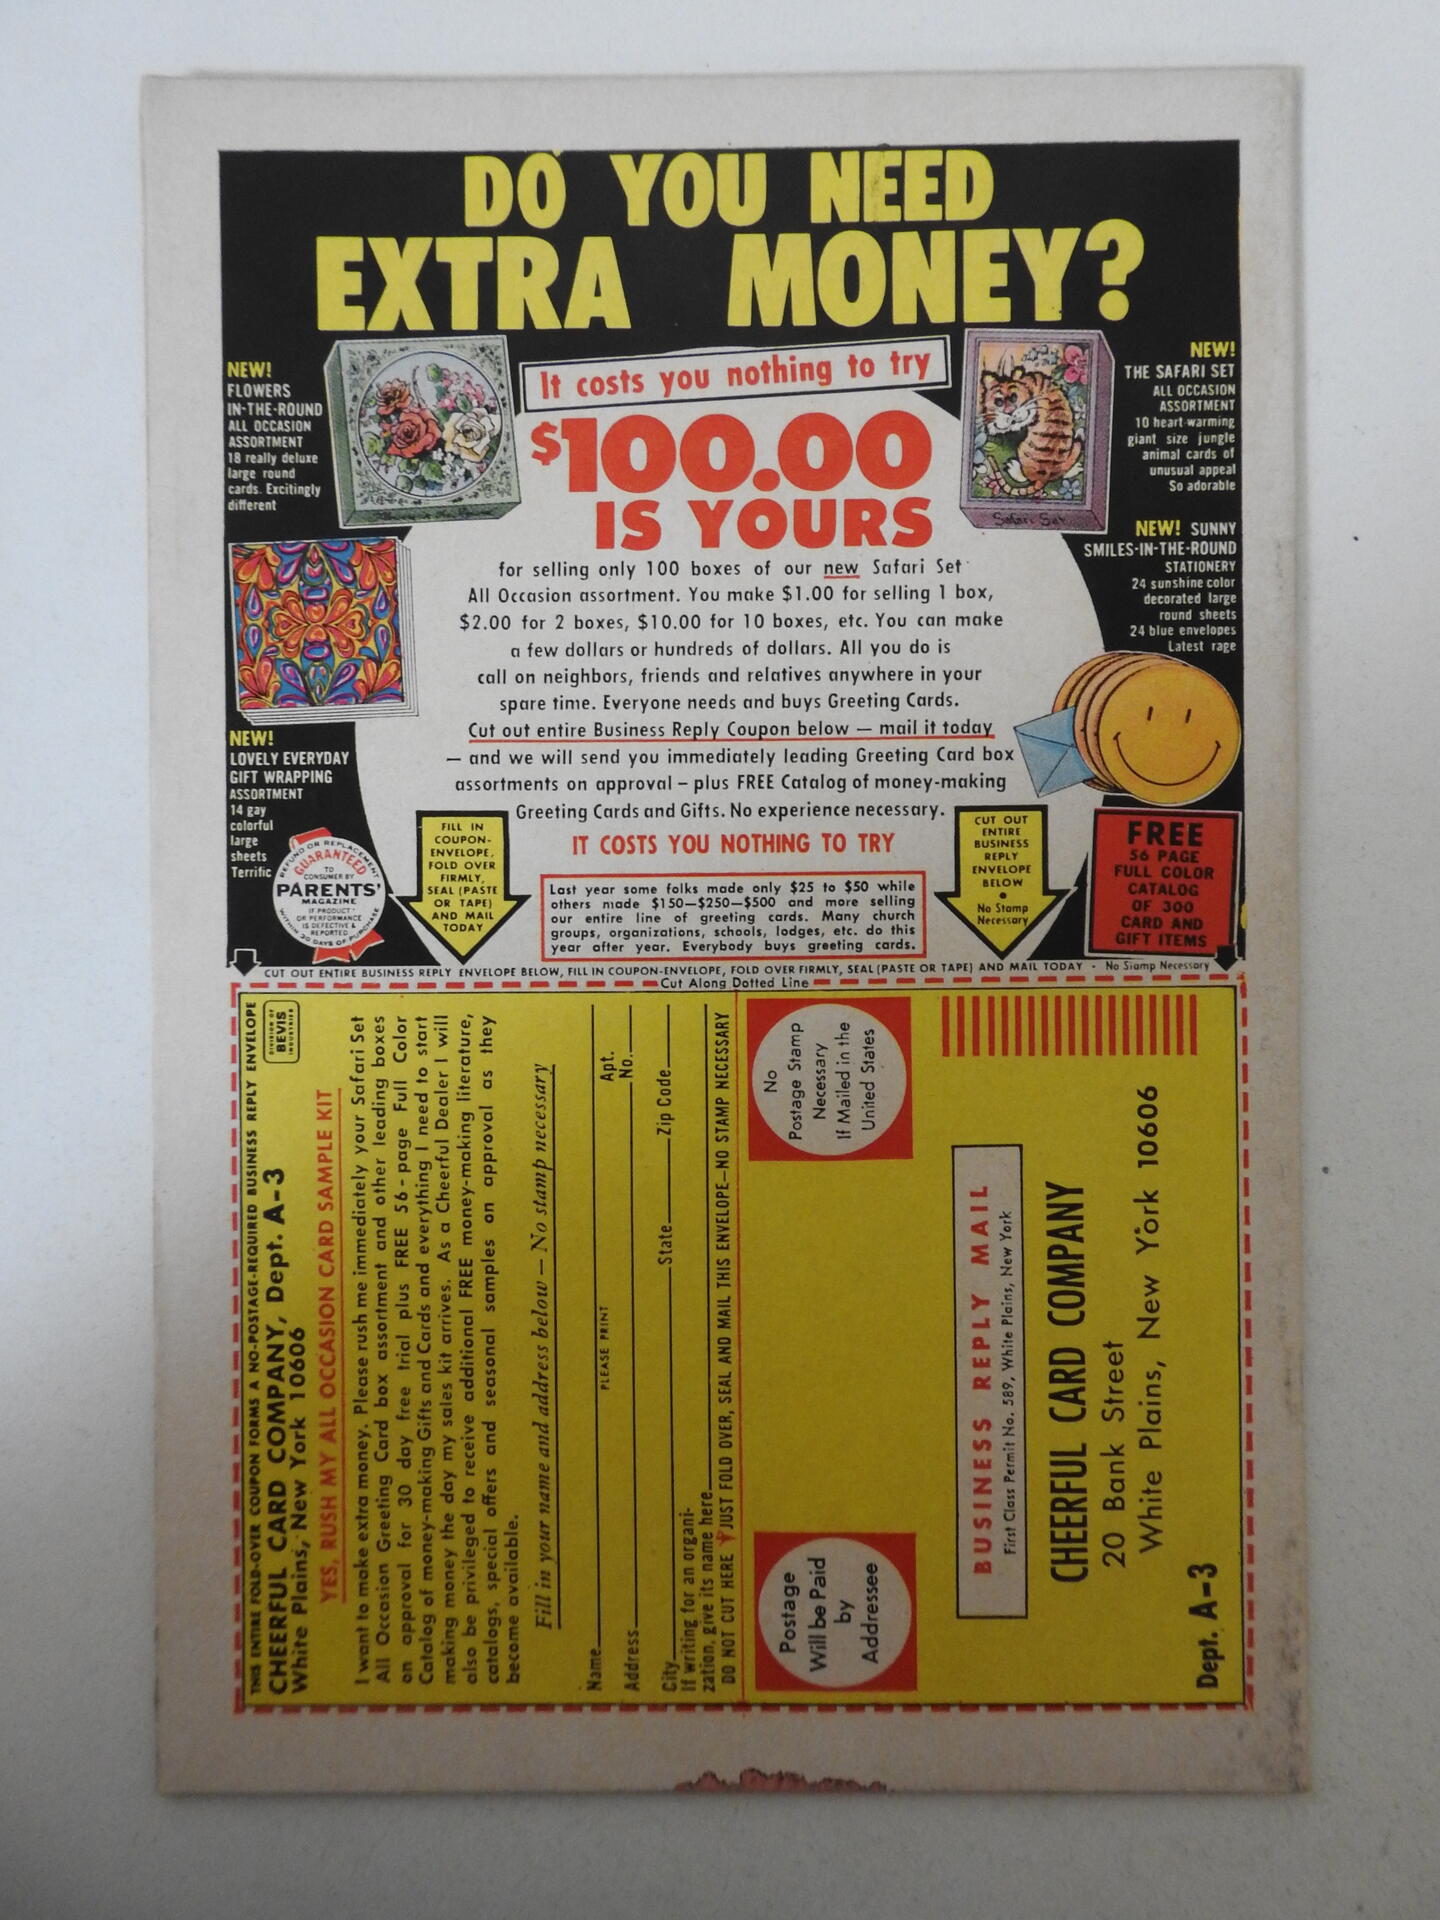 DO YOU NEED
EXTRA MONEY?
NEW!
FLOWERS
IN-THE-ROUND
ALL OCCASION
ASSORTMENT
18 really deluxe
large round
cards. Excitingly
different
It costs you nothing to try
$100.00
IS YOURS
NEW!
THE SAFARI SET
ALL OCCASION
ASSORTMENT
10 heart-warming
giant size jungle
animal cards of
unusual appeal
So adorable
Safari Set
for selling only 100 boxes of our new Safari Set
All Occasion assortment. You make $1.00 for selling 1 box,
$2.00 for 2 boxes, $10.00 for 10 boxes, etc. You can make
a few dollars or hundreds of dollars. All you do is
call on neighbors, friends and relatives anywhere in your
spare time. Everyone needs and buys Greeting Cards.
Cut out entire Business Reply Coupon below — mail it today
— and we will send you immediately leading Greeting Card box
assortments on approval – plus FREE Catalog of money-making
Greeting Cards and Gifts. No experience necessary.
IT COSTS YOU NOTHING TO TRY
NEW! SUNNY
SMILES-IN-THE-ROUND
STATIONERY
24 sunshine color
decorated large
round sheets
24 blue envelopes
Latest rage
NEW!
LOVELY EVERYDAY
GIFT WRAPPING
ASSORTMENT
14 gay
colorful
large
sheets
Terrific
REFUND OR REPLACEMENT
GUARANTEED
TO
CONSUMER BY
PARENTS'
MAGAZINE
IF PRODUCT
OR PERFORMANCE
IS DEFECTIVE &
REPORTED
WITHIN 30 DAYS OF PURCHASE
FILL IN
COUPON-
ENVELOPE,
FOLD OVER
FIRMLY,
SEAL (PASTE
OR TAPE)
AND MAIL
TODAY
Last year some folks made only $25 to $50 while
others made $150—$250—$500 and more selling
our entire line of greeting cards. Many church
groups, organizations, schools, lodges, etc. do this
year after year. Everybody buys greeting cards.
CUT OUT
ENTIRE
BUSINESS
REPLY
ENVELOPE
BELOW
•
No Stamp
Necessary
FREE
56 PAGE
FULL COLOR
CATALOG
OF 300
CARD AND
GIFT ITEMS
CUT OUT ENTIRE BUSINESS REPLY ENVELOPE BELOW, FILL IN COUPON-ENVELOPE, FOLD OVER FIRMLY, SEAL (PASTE OR TAPE) AND MAIL TODAY - No Stamp Necessary
Cut Along Dotted Line
THIS ENTIRE FOLD-OVER COUPON FORMS A NO-POSTAGE-REQUIRED BUSINESS REPLY ENVELOPE
CHEERFUL CARD COMPANY, Dept. A-3
White Plains, New York 10606
DIVISION OF
BEVIS
INDUSTRIES
YES, RUSH MY ALL OCCASION CARD SAMPLE KIT
I want to make extra money. Please rush me immediately your Safari Set
All Occasion Greeting Card box assortment and other leading boxes
on approval for 30 day free trial plus FREE 56-page Full Color
Catalog of money-making Gifts and Cards and everything I need to start
making money the day my sales kit arrives. As a Cheerful Dealer I will
also be privileged to receive additional FREE money-making literature,
catalogs, special offers and seasonal samples on approval as they
become available.
Fill in your name and address below — No stamp necessary
Name
PLEASE PRINT
Address Apt. No.
City State Zip Code
If writing for an organi-
zation, give its name here
DO NOT CUT HERE JUST FOLD OVER, SEAL AND MAIL THIS ENVELOPE—NO STAMP NECESSARY
Postage
Will be Paid
by
Addressee
No
Postage Stamp
Necessary
If Mailed in the
United States
BUSINESS REPLY MAIL
First Class Permit No. 589, White Plains, New York
CHEERFUL CARD COMPANY
20 Bank Street
White Plains, New York 10606
Dept. A-3